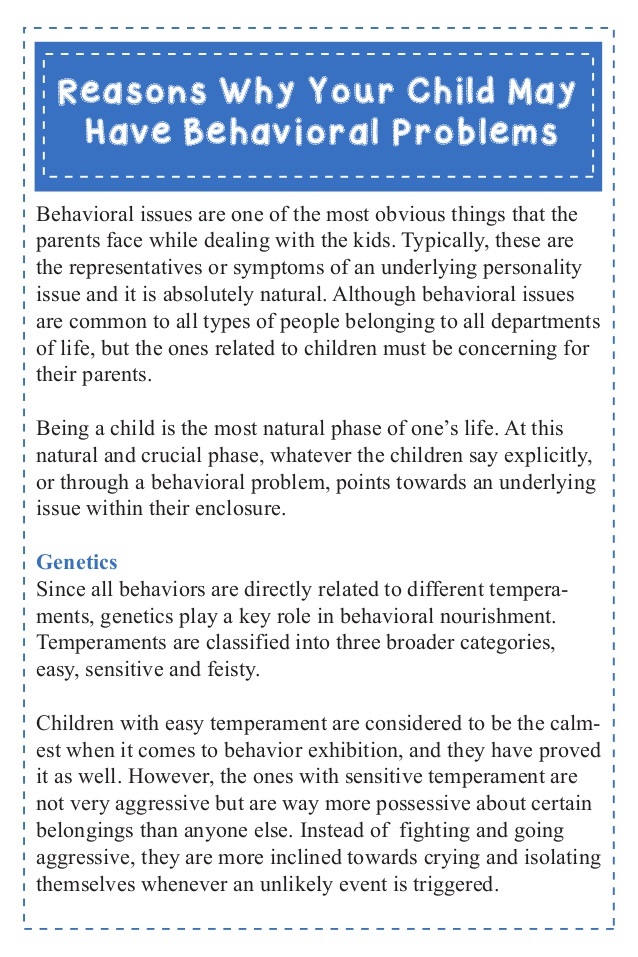 Reasons Why Your Child May
Have Behavioral Problems
Behavioral issues are one of the most obvious things that the
parents face while dealing with the kids. Typically, these are
the representatives or symptoms of an underlying personality
issue and it is absolutely natural. Although behavioral issues
are common to all types of people belonging to all departments
of life, but the ones related to children must be concerning for
their parents.
Being a child is the most natural phase of one’s life. At this
natural and crucial phase, whatever the children say explicitly,
or through a behavioral problem, points towards an underlying
issue within their enclosure.
Genetics
Since all behaviors are directly related to different tempera-
ments, genetics play a key role in behavioral nourishment.
Temperaments are classified into three broader categories,
easy, sensitive and feisty.
Children with easy temperament are considered to be the calm-
est when it comes to behavior exhibition, and they have proved
it as well. However, the ones with sensitive temperament are
not very aggressive but are way more possessive about certain
belongings than anyone else. Instead of fighting and going
aggressive, they are more inclined towards crying and isolating
themselves whenever an unlikely event is triggered.